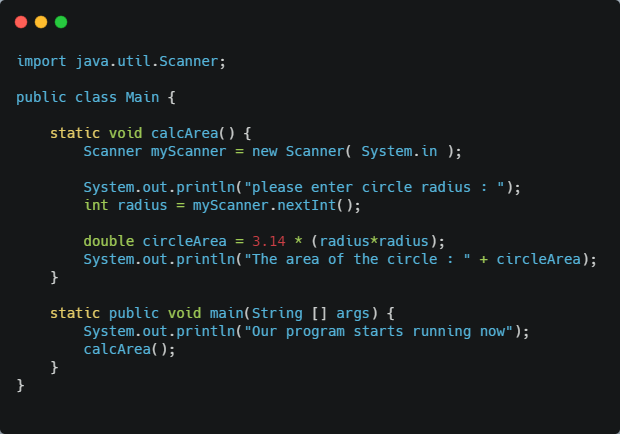 import java.util.Scanner;
public class Main {
static void calcArea() {
Scanner myScanner = new Scanner( System.in );
System.out.println("please enter circle radius : ");
int radius = myScanner.nextInt();
double circleArea = 3.14 * (radius*radius);
System.out.println("The area of the circle : " + circleArea);
}
static public void main(String [] args) {
System.out.println("Our program starts running now");
calcArea();
}
}